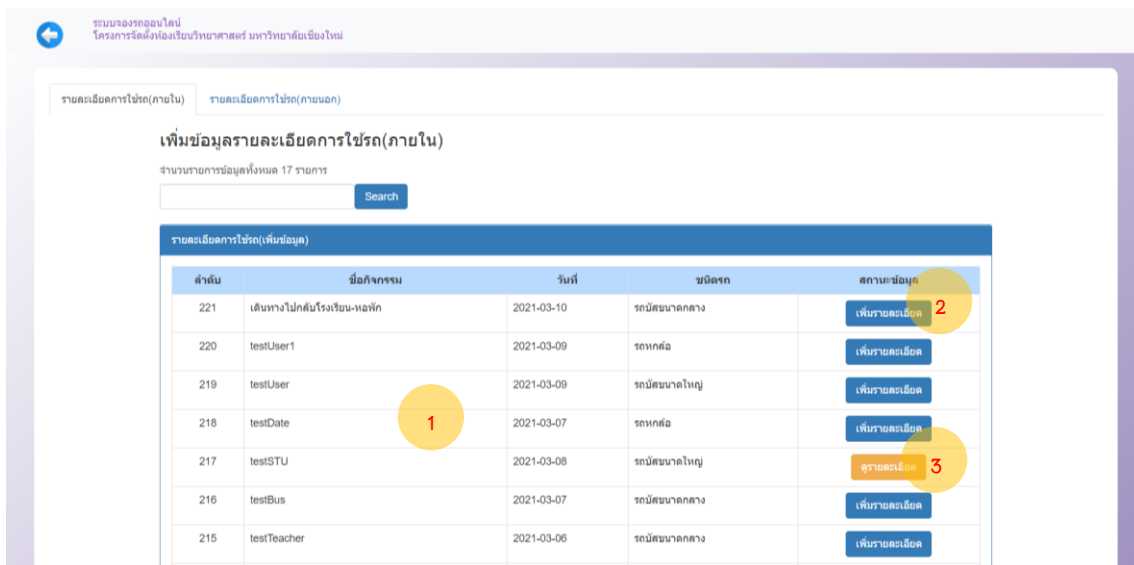 ระบบจองรถออนไลน์
โครงการจัดตั้งห้องเรียนวิทยาศาสตร์ มหาวิทยาลัยเชียงใหม่
รายละเอียดการใช้รถ(ภายใน) รายละเอียดการใช้รถ(ภายนอก)
เพิ่มข้อมูลรายละเอียดการใช้รถ(ภายใน)
จำนวนรายการข้อมูลทั้งหมด 17 รายการ
Search
รายละเอียดการใช้รถ(เพิ่มข้อมูล)
ลำดับ ชื่อกิจกรรม วันที่ ชนิดรถ สถานะข้อมูล
221 เดินทางไปกลับโรงเรียน-หอพัก 2021-03-10 รถบัสขนาดกลาง เพิ่มรายละเอียด 2
220 testUser1 2021-03-09 รถหกล้อ เพิ่มรายละเอียด
219 testUser 2021-03-09 รถบัสขนาดใหญ่ เพิ่มรายละเอียด
218 testDate 1 2021-03-07 รถหกล้อ เพิ่มรายละเอียด
217 testSTU 2021-03-08 รถบัสขนาดใหญ่ ดูรายละเอียด 3
216 testBus 2021-03-07 รถบัสขนาดกลาง เพิ่มรายละเอียด
215 testTeacher 2021-03-06 รถบัสขนาดกลาง เพิ่มรายละเอียด